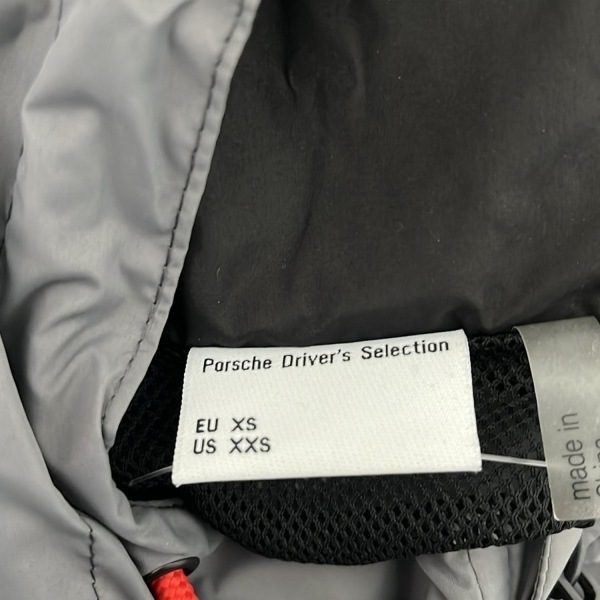 Porsche Driver's Selection
EU XS
US XXS
made in